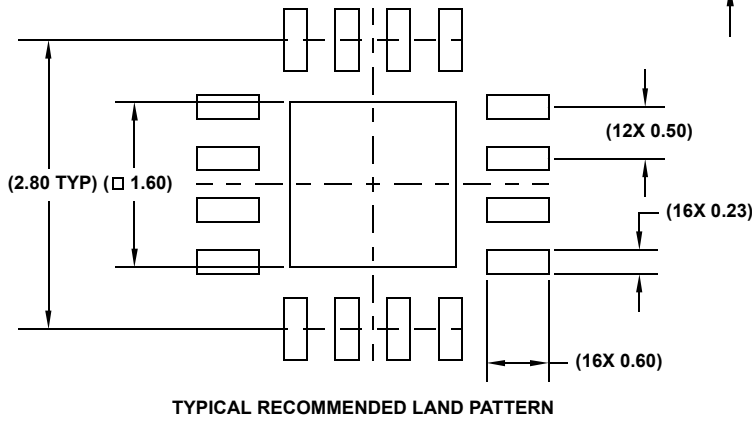 (12X 0.50)
(2.80 TYP) (□ 1.60)
(16X 0.23)
(16X 0.60)
TYPICAL RECOMMENDED LAND PATTERN